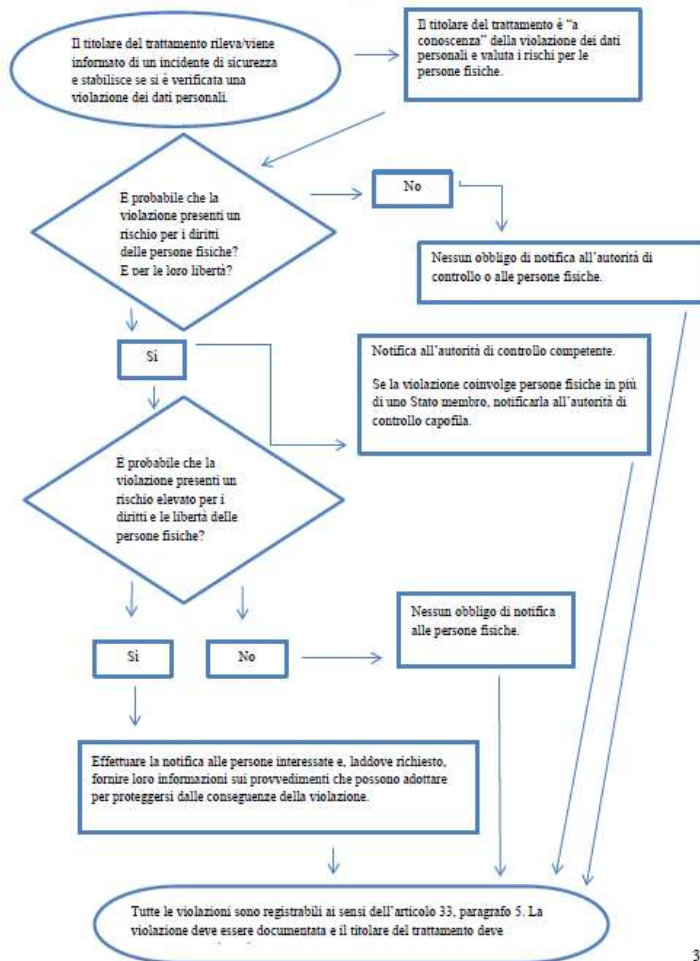 Il titolare del trattamento rileva/viene
informato di un incidente di sicurezza
e stabilisce se si è verificata una
violazione dei dati personali.
Il titolare del trattamento è “a
conoscenza” della violazione dei dati
personali e valuta i rischi per le
persone fisiche.
È probabile che la
violazione presenti un
rischio per i diritti
delle persone fisiche?
E per le loro libertà?
No
Nessun obbligo di notifica all’autorità di
controllo o alle persone fisiche.
Sì
Notifica all’autorità di controllo competente.
Se la violazione coinvolge persone fisiche in più
di uno Stato membro, notificarla all’autorità di
controllo capofila.
È probabile che la
violazione presenti un
rischio elevato per i
diritti e le libertà delle
persone fisiche?
Nessun obbligo di notifica
alle persone fisiche.
Sì
No
Effettuare la notifica alle persone interessate e, laddove richiesto,
fornire loro informazioni sui provvedimenti che possono adottare
per proteggersi dalle conseguenze della violazione.
Tutte le violazioni sono registrabili ai sensi dell’articolo 33, paragrafo 5. La
violazione deve essere documentata e il titolare del trattamento deve
3